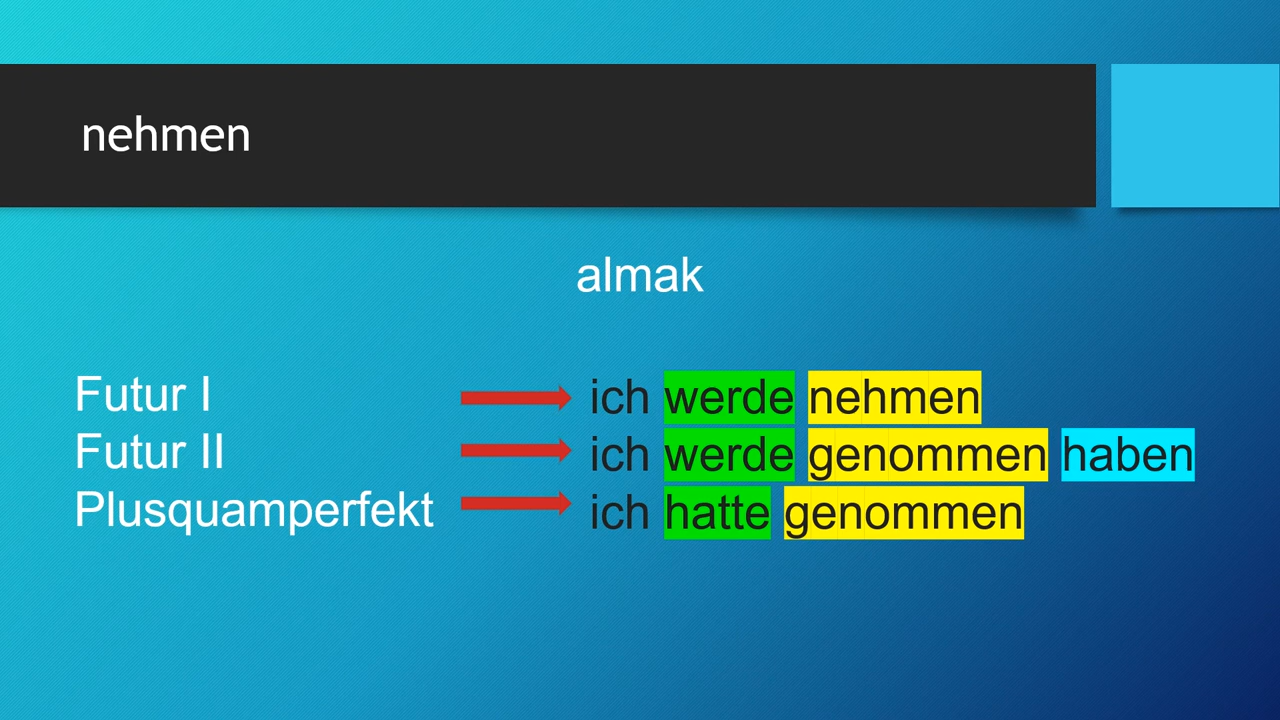 nehmen
almak
Futur I ich werde nehmen
Futur II ich werde genommen haben
Plusquamperfekt ich hatte genommen